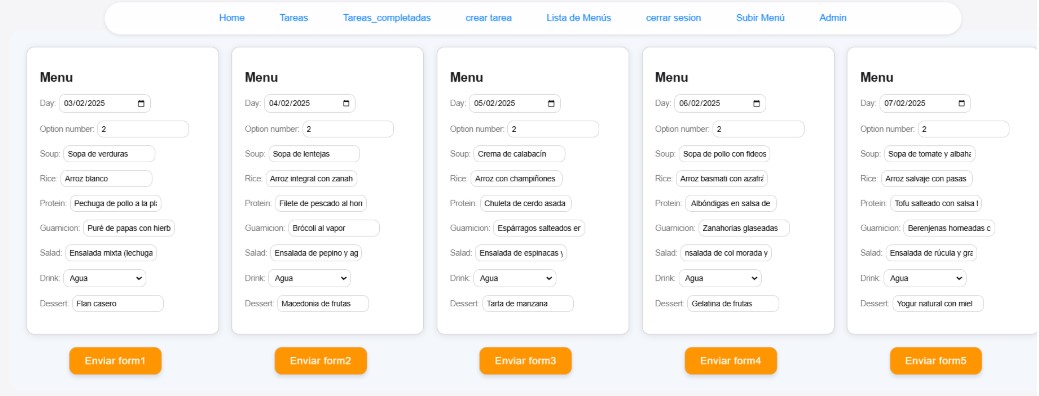 Home Tareas Tareas_completadas crear tarea Lista de Menús cerrar sesion Subir Menú Admin
Menu
Day: 03/02/2025
Option number: 2
Soup: Sopa de verduras
Rice: Arroz blanco
Protein: Pechuga de pollo a la pl
Guarnicion: Puré de papas con hierb
Salad: Ensalada mixta (lechuga
Drink: Agua
Dessert: Flan casero
Enviar form1
Menu
Day: 04/02/2025
Option number: 2
Soup: Sopa de lentejas
Rice: Arroz integral con zanah
Protein: Filete de pescado al hor
Guarnicion: Brócoli al vapor
Salad: Ensalada de pepino y ag
Drink: Agua
Dessert: Macedonia de frutas
Enviar form2
Menu
Day: 05/02/2025
Option number: 2
Soup: Crema de calabacín
Rice: Arroz con champiñones
Protein: Chuleta de cerdo asada
Guarnicion: Espárragos salteados er
Salad: Ensalada de espinacas y
Drink: Agua
Dessert: Tarta de manzana
Enviar form3
Menu
Day: 06/02/2025
Option number: 2
Soup: Sopa de pollo con fideos
Rice: Arroz basmati con azafrá
Protein: Albóndigas en salsa de
Guarnicion: Zanahorias glaseadas
Salad: nsalada de col morada y
Drink: Agua
Dessert: Gelatina de frutas
Enviar form4
Menu
Day: 07/02/2025
Option number: 2
Soup: Sopa de tomate y albaha
Rice: Arroz salvaje con pasas
Protein: Tofu salteado con salsa
Guarnicion: Berenjenas horneadas c
Salad: Ensalada de rúcula y gra
Drink: Agua
Dessert: Yogur natural con miel
Enviar form5